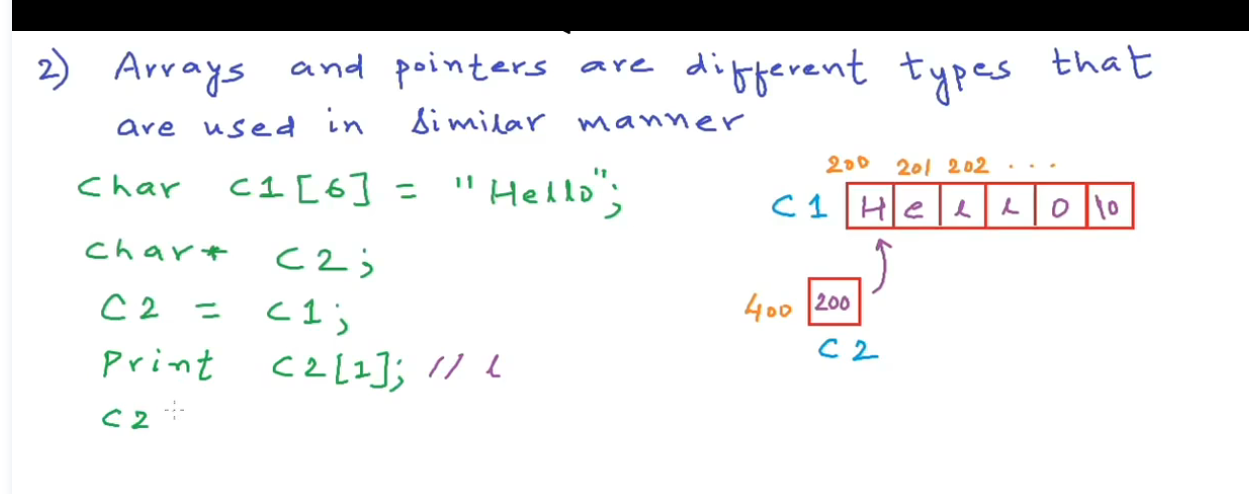 2) Arrays and pointers are different types that
are used in similar manner
Char C1[6] = "Hello";
Char* C2;
C2 = C1;
Print C2[1]; // l
C2
200 201 202 ...
C1 H e l l o \0
400 200
C2